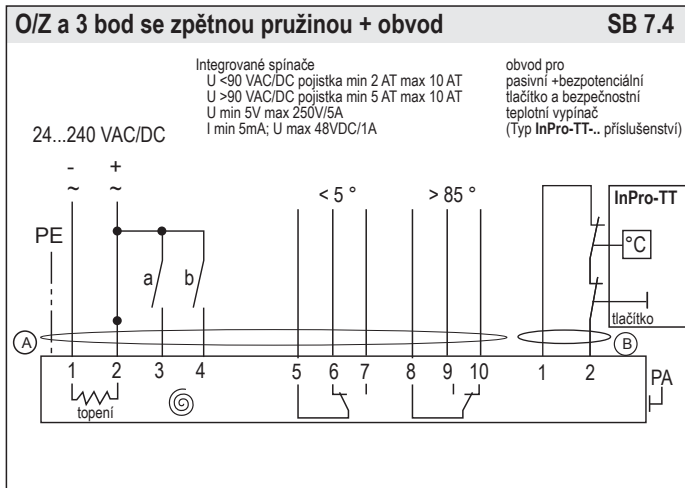 O/Z a 3 bod se zpětnou pružinou + obvod SB 7.4
Integrované spínače
U <90 VAC/DC pojistka min 2 AT max 10 AT
U >90 VAC/DC pojistka min 5 AT max 10 AT
U min 5V max 250V/5A
I min 5mA; U max 48VDC/1A
obvod pro
pasivní +bezpotenciální
tlačítko a bezpečnostní
teplotní vypínač
(Typ InPro-TT-.. příslušenství)
24...240 VAC/DC
- +
~ ~
< 5 ° > 85 °
InPro-TT
PE
°C
a b
tlačítko
A B
1 2 3 4 5 6 7 8 9 10 1 2 PA
topení